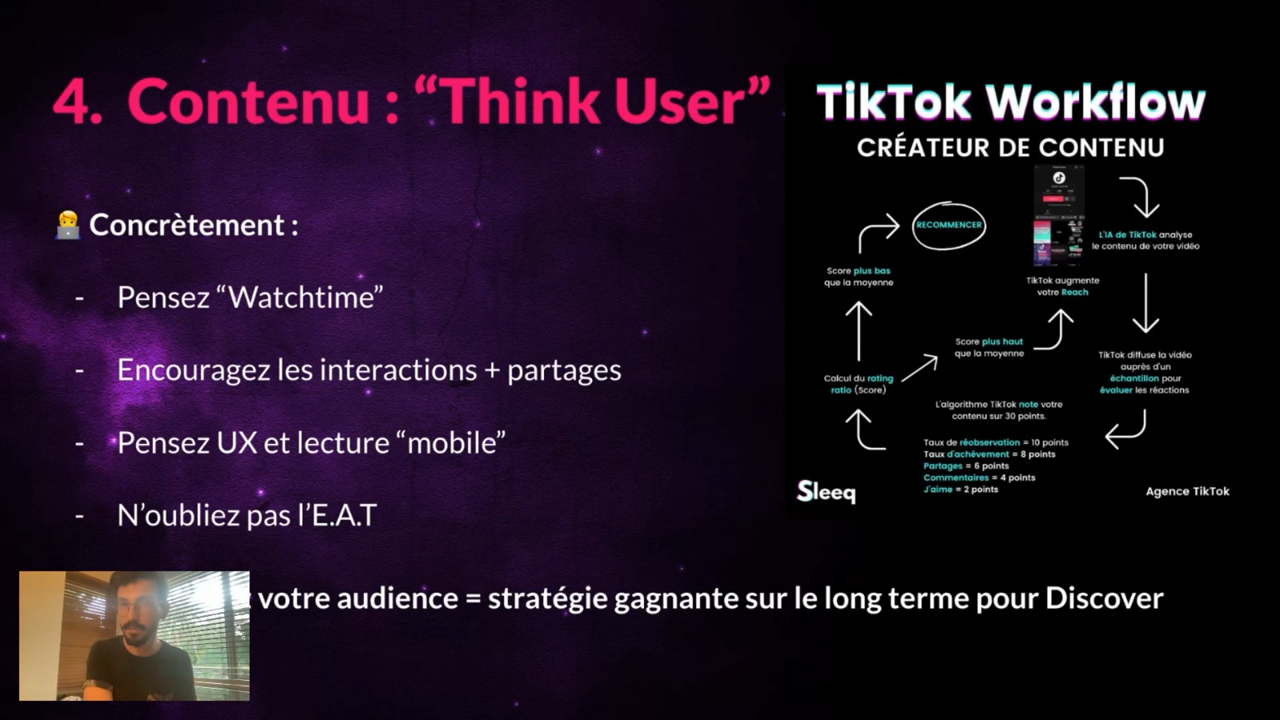 4. Contenu : “Think User”
Concrètement :
- Pensez “Watchtime”
- Encouragez les interactions + partages
- Pensez UX et lecture “mobile”
- N’oubliez pas l’E.A.T
votre audience = stratégie gagnante sur le long terme pour Discover
TikTok Workflow
CRÉATEUR DE CONTENU
RECOMMENCER
L'IA de TikTok analyse
le contenu de votre vidéo
Score plus bas
que la moyenne
TikTok augmente
votre Reach
Score plus haut
que la moyenne
TikTok diffuse la vidéo
auprès d'un
échantillon pour
évaluer les réactions
Calcul du rating
ratio (Score)
L'algorithme TikTok note votre
contenu sur 30 points.
Taux de réobservation = 10 points
Taux d'achèvement = 8 points
Partages = 6 points
Commentaires = 4 points
J'aime = 2 points
Sleeq
Agence TikTok